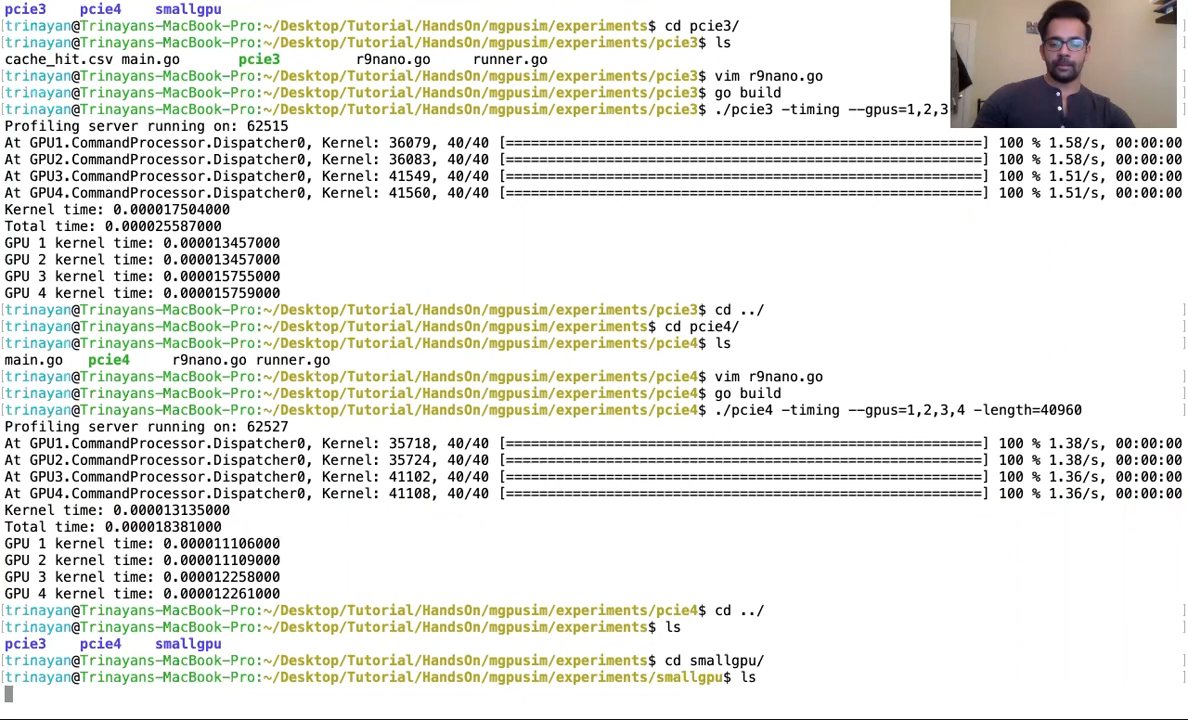 pcie3 pcie4 smallgpu
[trinayan@Trinayans-MacBook-Pro:~/Desktop/Tutorial/HandsOn/mgpusim/experiments$ cd pcie3/ ]
[trinayan@Trinayans-MacBook-Pro:~/Desktop/Tutorial/HandsOn/mgpusim/experiments/pcie3$ ls ]
cache_hit.csv main.go pcie3 r9nano.go runner.go
[trinayan@Trinayans-MacBook-Pro:~/Desktop/Tutorial/HandsOn/mgpusim/experiments/pcie3$ vim r9nano.go ]
[trinayan@Trinayans-MacBook-Pro:~/Desktop/Tutorial/HandsOn/mgpusim/experiments/pcie3$ go build ]
[trinayan@Trinayans-MacBook-Pro:~/Desktop/Tutorial/HandsOn/mgpusim/experiments/pcie3$ ./pcie3 -timing --gpus=1,2,3 ]
Profiling server running on: 62515
At GPU1.CommandProcessor.Dispatcher0, Kernel: 36079, 40/40 [======================================================] 100 % 1.58/s, 00:00:00
At GPU2.CommandProcessor.Dispatcher0, Kernel: 36083, 40/40 [======================================================] 100 % 1.58/s, 00:00:00
At GPU3.CommandProcessor.Dispatcher0, Kernel: 41549, 40/40 [======================================================] 100 % 1.51/s, 00:00:00
At GPU4.CommandProcessor.Dispatcher0, Kernel: 41560, 40/40 [======================================================] 100 % 1.51/s, 00:00:00
Kernel time: 0.000017504000
Total time: 0.000025587000
GPU 1 kernel time: 0.000013457000
GPU 2 kernel time: 0.000013457000
GPU 3 kernel time: 0.000015755000
GPU 4 kernel time: 0.000015759000
[trinayan@Trinayans-MacBook-Pro:~/Desktop/Tutorial/HandsOn/mgpusim/experiments/pcie3$ cd ../ ]
[trinayan@Trinayans-MacBook-Pro:~/Desktop/Tutorial/HandsOn/mgpusim/experiments$ cd pcie4/ ]
[trinayan@Trinayans-MacBook-Pro:~/Desktop/Tutorial/HandsOn/mgpusim/experiments/pcie4$ ls ]
main.go pcie4 r9nano.go runner.go
[trinayan@Trinayans-MacBook-Pro:~/Desktop/Tutorial/HandsOn/mgpusim/experiments/pcie4$ vim r9nano.go ]
[trinayan@Trinayans-MacBook-Pro:~/Desktop/Tutorial/HandsOn/mgpusim/experiments/pcie4$ go build ]
[trinayan@Trinayans-MacBook-Pro:~/Desktop/Tutorial/HandsOn/mgpusim/experiments/pcie4$ ./pcie4 -timing --gpus=1,2,3,4 -length=40960 ]
Profiling server running on: 62527
At GPU1.CommandProcessor.Dispatcher0, Kernel: 35718, 40/40 [======================================================] 100 % 1.38/s, 00:00:00
At GPU2.CommandProcessor.Dispatcher0, Kernel: 35724, 40/40 [======================================================] 100 % 1.38/s, 00:00:00
At GPU3.CommandProcessor.Dispatcher0, Kernel: 41102, 40/40 [======================================================] 100 % 1.36/s, 00:00:00
At GPU4.CommandProcessor.Dispatcher0, Kernel: 41108, 40/40 [======================================================] 100 % 1.36/s, 00:00:00
Kernel time: 0.000013135000
Total time: 0.000018381000
GPU 1 kernel time: 0.000011106000
GPU 2 kernel time: 0.000011109000
GPU 3 kernel time: 0.000012258000
GPU 4 kernel time: 0.000012261000
[trinayan@Trinayans-MacBook-Pro:~/Desktop/Tutorial/HandsOn/mgpusim/experiments/pcie4$ cd ../ ]
[trinayan@Trinayans-MacBook-Pro:~/Desktop/Tutorial/HandsOn/mgpusim/experiments$ ls ]
pcie3 pcie4 smallgpu
[trinayan@Trinayans-MacBook-Pro:~/Desktop/Tutorial/HandsOn/mgpusim/experiments$ cd smallgpu/ ]
[trinayan@Trinayans-MacBook-Pro:~/Desktop/Tutorial/HandsOn/mgpusim/experiments/smallgpu$ ls ]